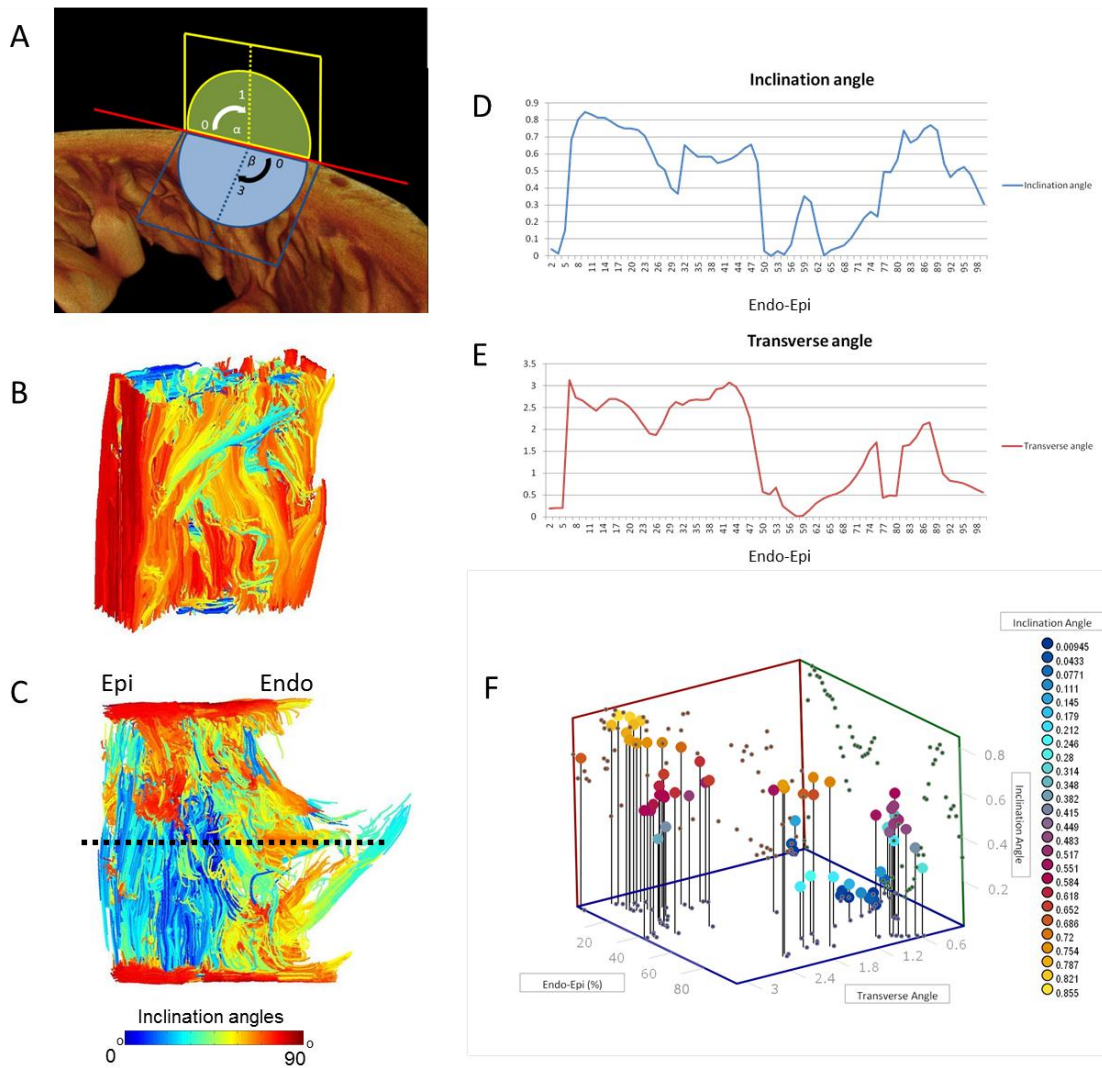 A
1
0
α
β
0
3
B
C
Epi
Endo
Inclination angles
0°
90°
D
Inclination angle
0.9
0.8
0.7
0.6
0.5
0.4
0.3
0.2
0.1
0
2 5 8 11 14 17 20 23 26 29 32 35 38 41 44 47 50 53 56 59 62 65 68 71 74 77 80 83 86 89 92 95 98
Inclination angle
Endo-Epi
E
Transverse angle
3.5
3
2.5
2
1.5
1
0.5
0
2 5 8 11 14 17 20 23 26 29 32 35 38 41 44 47 50 53 56 59 62 65 68 71 74 77 80 83 86 89 92 95 98
Transverse angle
Endo-Epi
F
20
40
60
80
Endo-Epi (%)
3
2.4
1.8
1.2
0.6
Transverse Angle
0.8
0.6
0.4
0.2
Inclination Angle
Inclination Angle
0.00945
0.0433
0.0771
0.111
0.145
0.179
0.212
0.246
0.28
0.314
0.348
0.382
0.415
0.449
0.483
0.517
0.551
0.584
0.618
0.652
0.686
0.72
0.754
0.787
0.821
0.855